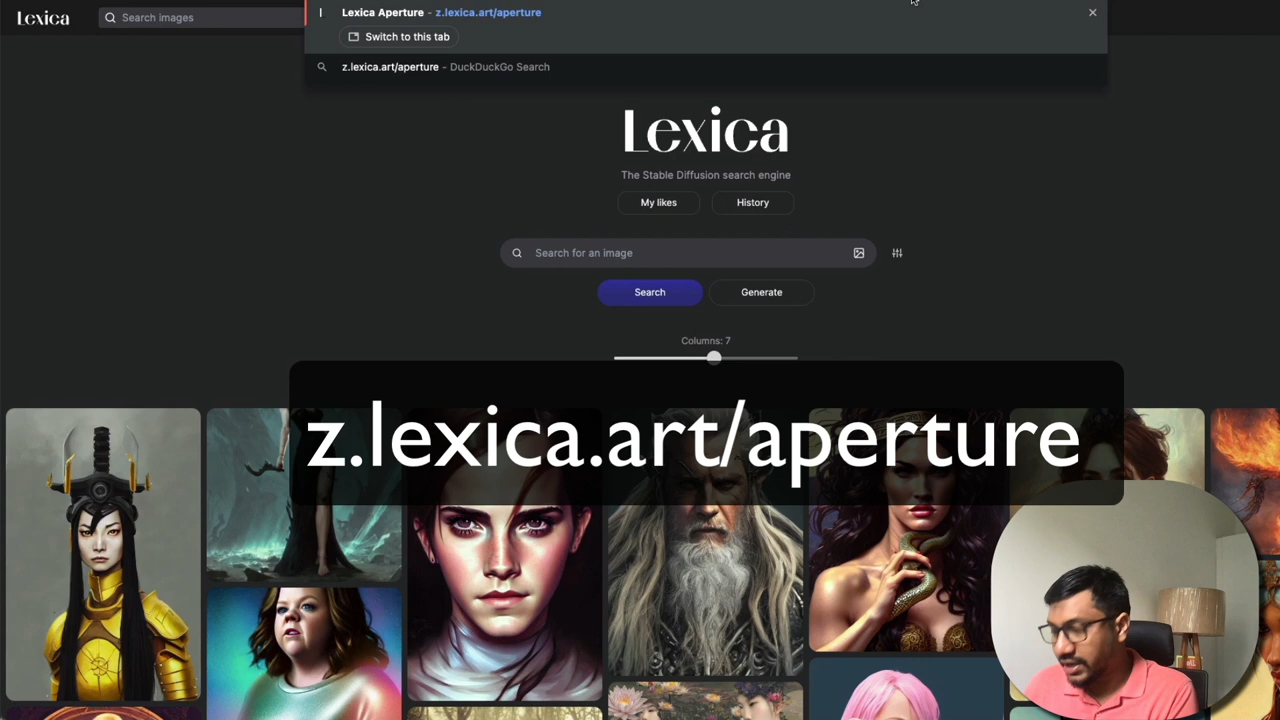 Lexica
Search images
Lexica Aperture – z.lexica.art/aperture
Switch to this tab
z.lexica.art/aperture – DuckDuckGo Search
Lexica
The Stable Diffusion search engine
My likes
History
Search for an image
Search
Generate
Columns: 7
z.lexica.art/aperture